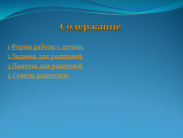 Содержание
1 Формы работы с детьми.
2 Задания для родителей.
3 Памятка для родителей.
4 Советы родителям.